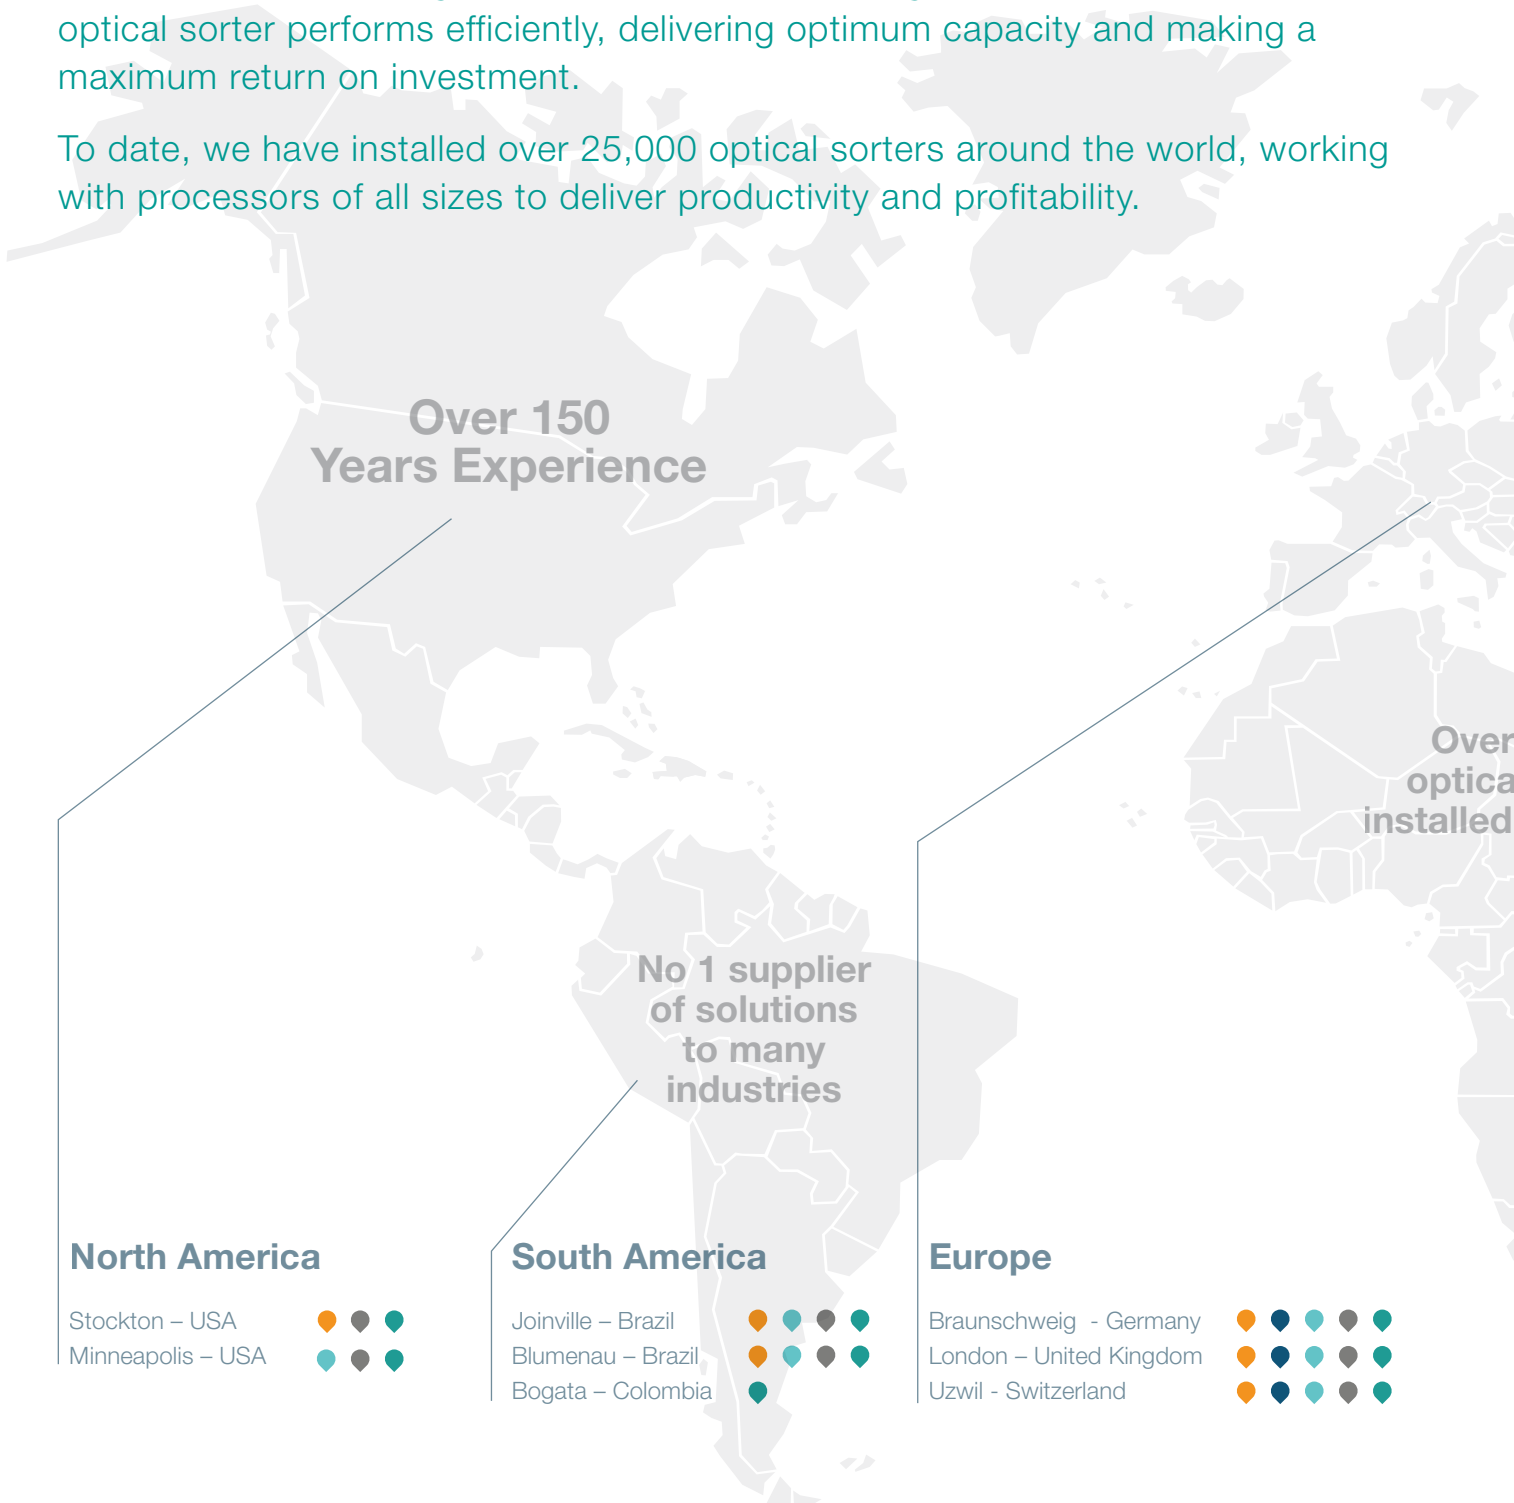 optical sorter performs efficiently, delivering optimum capacity and making a
maximum return on investment.
To date, we have installed over 25,000 optical sorters around the world, working
with processors of all sizes to deliver productivity and profitability.
Over 150
Years Experience
Over
optica
installed
No 1 supplier
of solutions
to many
industries
North America
Stockton – USA
Minneapolis – USA
South America
Joinville – Brazil
Blumenau – Brazil
Bogata – Colombia
Europe
Braunschweig - Germany
London – United Kingdom
Uzwil - Switzerland